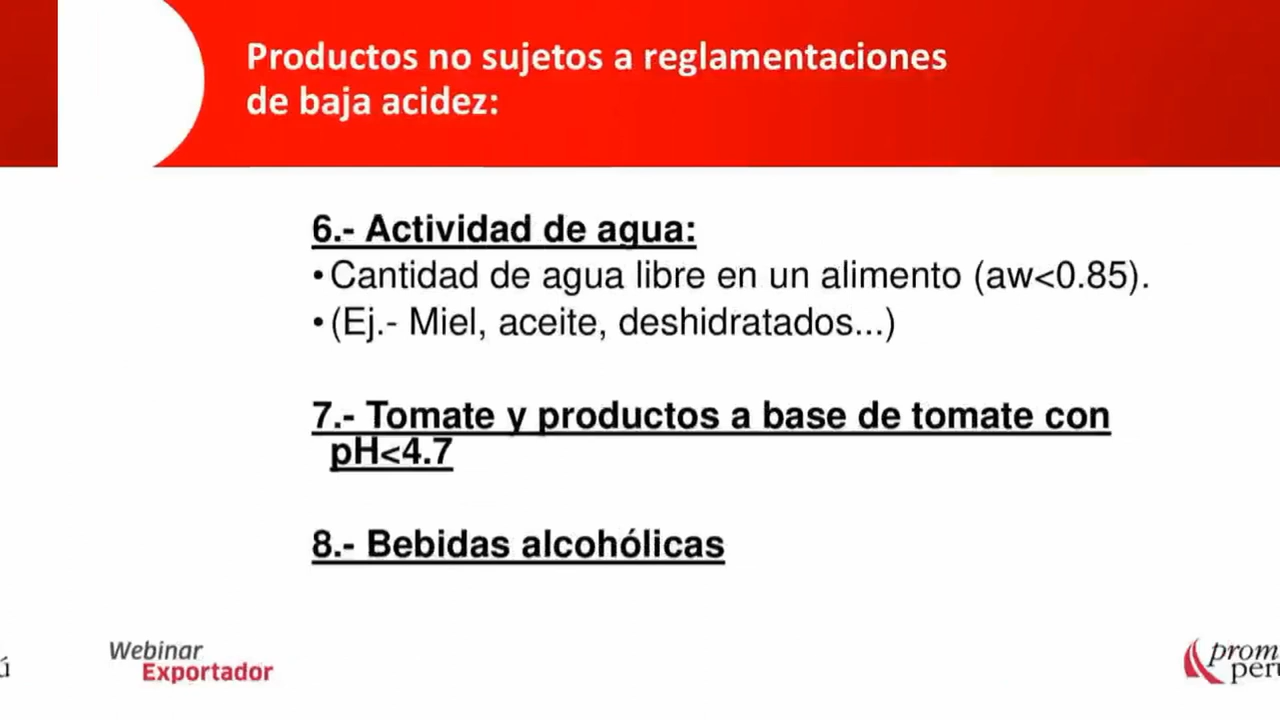 Productos no sujetos a reglamentaciones
de baja acidez:
6.- Actividad de agua:
•Cantidad de agua libre en un alimento (aw<0.85).
•(Ej.- Miel, aceite, deshidratados...)
7.- Tomate y productos a base de tomate con
pH<4.7
8.- Bebidas alcohólicas
ú
Webinar
Exportador
prom
perú